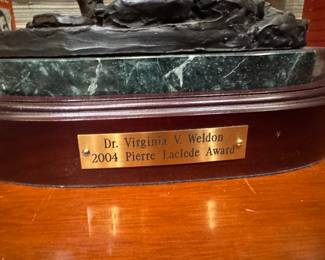 Dr. Virginia V. Weldon
2004 Pierre Laclede Award